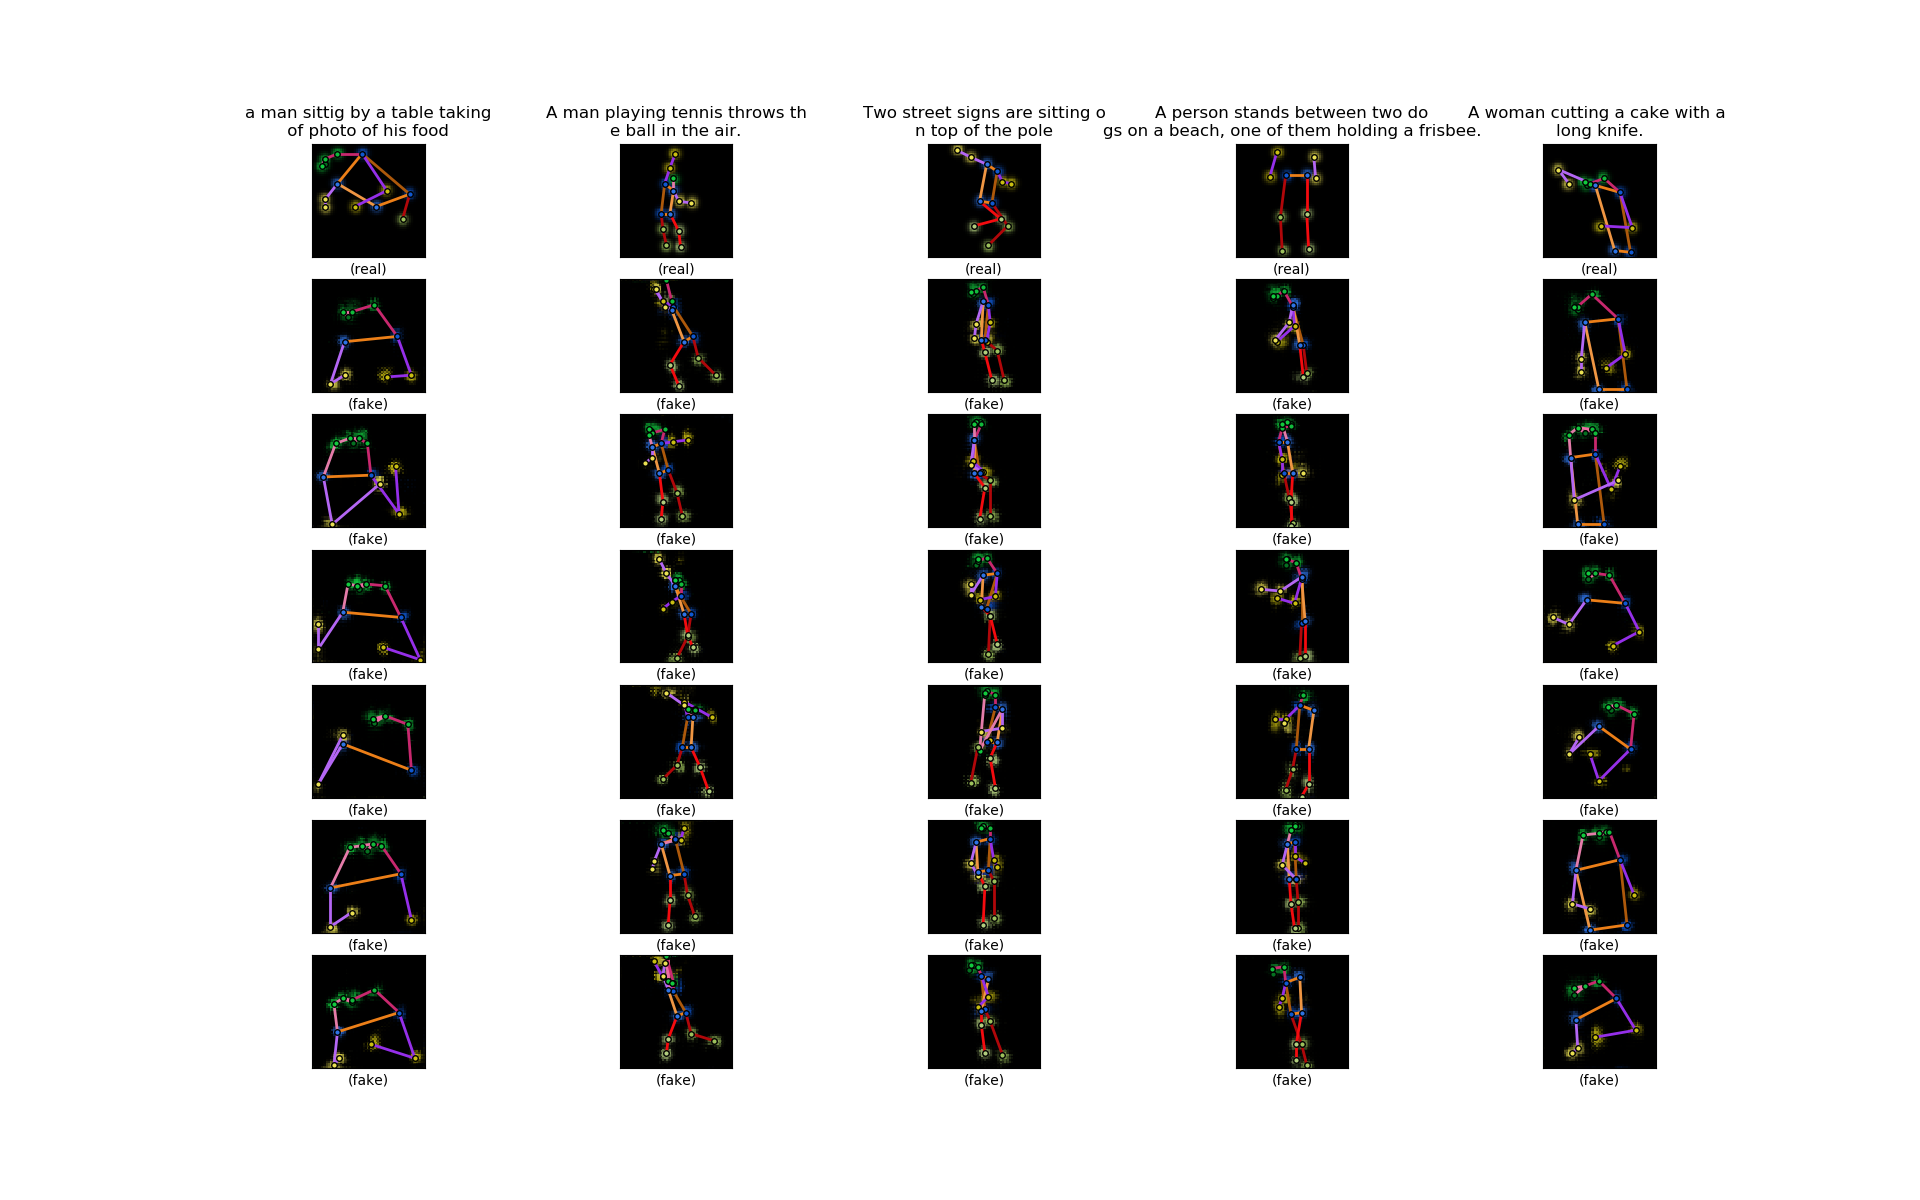 a man sittig by a table taking
of photo of his food
A man playing tennis throws th
e ball in the air.
Two street signs are sitting o
n top of the pole
A person stands between two do
gs on a beach, one of them holding a frisbee.
A woman cutting a cake with a
long knife.
(real) (real) (real) (real) (real)
(fake) (fake) (fake) (fake) (fake)
(fake) (fake) (fake) (fake) (fake)
(fake) (fake) (fake) (fake) (fake)
(fake) (fake) (fake) (fake) (fake)
(fake) (fake) (fake) (fake) (fake)
(fake) (fake) (fake) (fake) (fake)